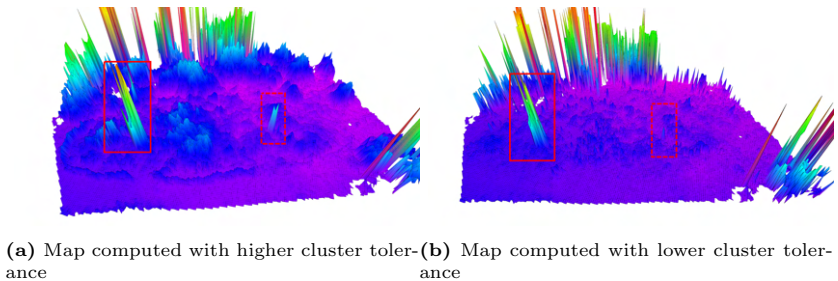 (a) Map computed with higher cluster toler-
ance
(b) Map computed with lower cluster toler-
ance